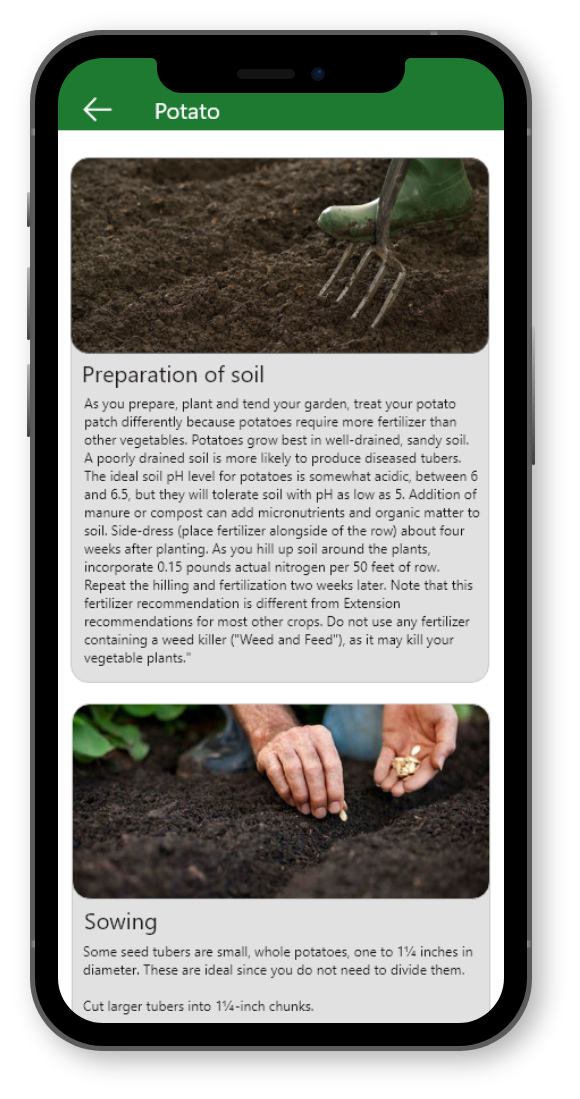 Potato
Preparation of soil
As you prepare, plant and tend your garden, treat your potato
patch differently because potatoes require more fertilizer than
other vegetables. Potatoes grow best in well-drained, sandy soil.
A poorly drained soil is more likely to produce diseased tubers.
The ideal soil pH level for potatoes is somewhat acidic, between 6
and 6.5, but they will tolerate soil with pH as low as 5. Addition of
manure or compost can add micronutrients and organic matter to
soil. Side-dress (place fertilizer alongside of the row) about four
weeks after planting. As you hill up soil around the plants,
incorporate 0.15 pounds actual nitrogen per 50 feet of row.
Repeat the hilling and fertilization two weeks later. Note that this
fertilizer recommendation is different from Extension
recommendations for most other crops. Do not use any fertilizer
containing a weed killer ("Weed and Feed"), as it may kill your
vegetable plants."
Sowing
Some seed tubers are small, whole potatoes, one to 1¼ inches in
diameter. These are ideal since you do not need to divide them.
Cut larger tubers into 1¼-inch chunks.